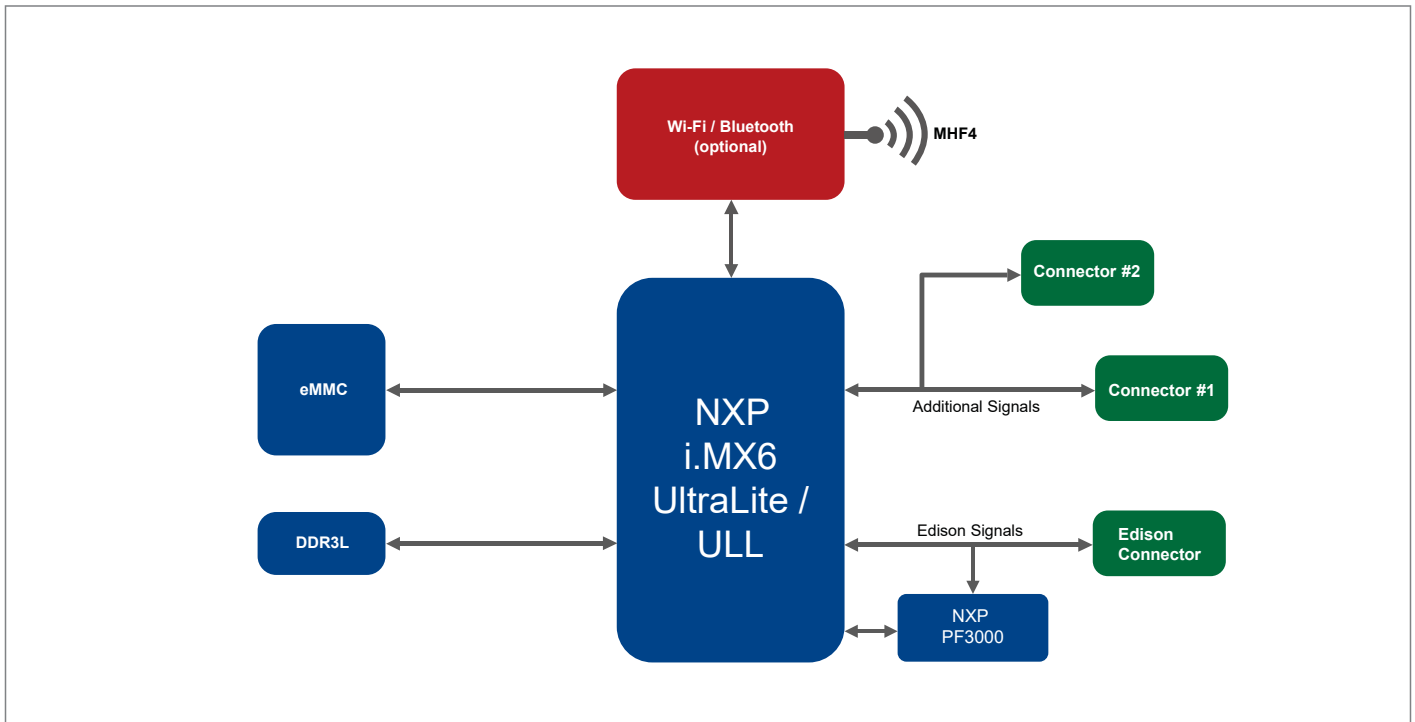 Wi-Fi / Bluetooth
(optional)
MHF4
Connector #2
eMMC
Connector #1
Additional Signals
NXP
i.MX6
UltraLite /
ULL
DDR3L
Edison Signals
Edison
Connector
NXP
PF3000